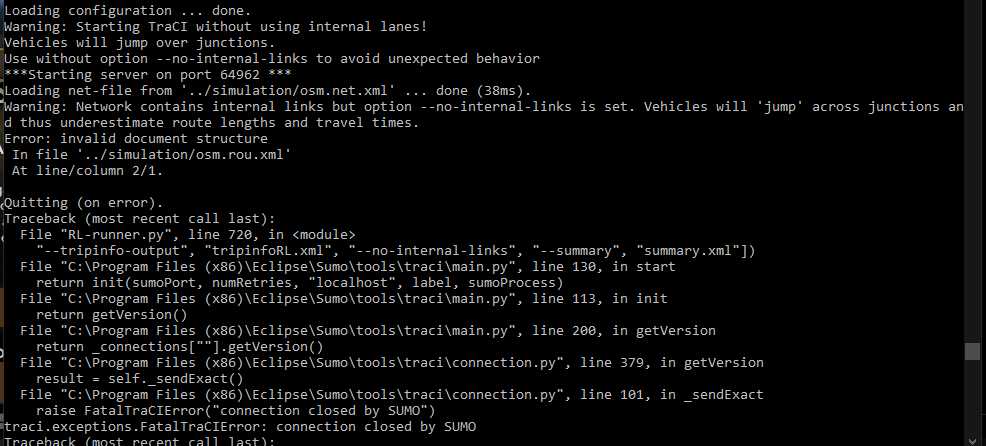 Loading configuration ... done.
Warning: Starting TraCI without using internal lanes!
Vehicles will jump over junctions.
Use without option --no-internal-links to avoid unexpected behavior
***Starting server on port 64962 ***
Loading net-file from '../simulation/osm.net.xml' ... done (38ms).
Warning: Network contains internal links but option --no-internal-links is set. Vehicles will 'jump' across junctions an
d thus underestimate route lengths and travel times.
Error: invalid document structure
 In file '../simulation/osm.rou.xml'
 At line/column 2/1.

Quitting (on error).
Traceback (most recent call last):
  File "RL-runner.py", line 720, in <module>
    "--tripinfo-output", "tripinfoRL.xml", "--no-internal-links", "--summary", "summary.xml"])
  File "C:\Program Files (x86)\Eclipse\Sumo\tools\traci\main.py", line 130, in start
    return init(sumoPort, numRetries, "localhost", label, sumoProcess)
  File "C:\Program Files (x86)\Eclipse\Sumo\tools\traci\main.py", line 113, in init
    return getVersion()
  File "C:\Program Files (x86)\Eclipse\Sumo\tools\traci\main.py", line 200, in getVersion
    return _connections[""].getVersion()
  File "C:\Program Files (x86)\Eclipse\Sumo\tools\traci\connection.py", line 379, in getVersion
    result = self._sendExact()
  File "C:\Program Files (x86)\Eclipse\Sumo\tools\traci\connection.py", line 101, in _sendExact
    raise FatalTraCIError("connection closed by SUMO")
traci.exceptions.FatalTraCIError: connection closed by SUMO
Traceback (most recent call last):